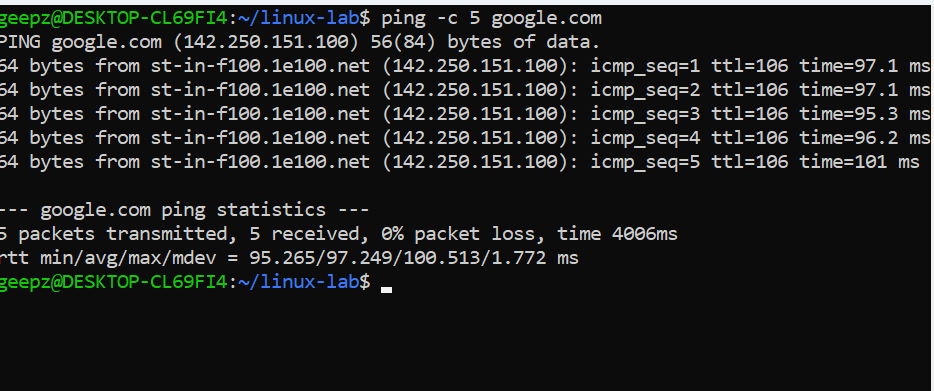 geepz@DESKTOP-CL69FI4:~/linux-lab$ ping -c 5 google.com
PING google.com (142.250.151.100) 56(84) bytes of data.
64 bytes from st-in-f100.1e100.net (142.250.151.100): icmp_seq=1 ttl=106 time=97.1 ms
64 bytes from st-in-f100.1e100.net (142.250.151.100): icmp_seq=2 ttl=106 time=97.1 ms
64 bytes from st-in-f100.1e100.net (142.250.151.100): icmp_seq=3 ttl=106 time=95.3 ms
64 bytes from st-in-f100.1e100.net (142.250.151.100): icmp_seq=4 ttl=106 time=96.2 ms
64 bytes from st-in-f100.1e100.net (142.250.151.100): icmp_seq=5 ttl=106 time=101 ms
--- google.com ping statistics ---
5 packets transmitted, 5 received, 0% packet loss, time 4006ms
rtt min/avg/max/mdev = 95.265/97.249/100.513/1.772 ms
geepz@DESKTOP-CL69FI4:~/linux-lab$